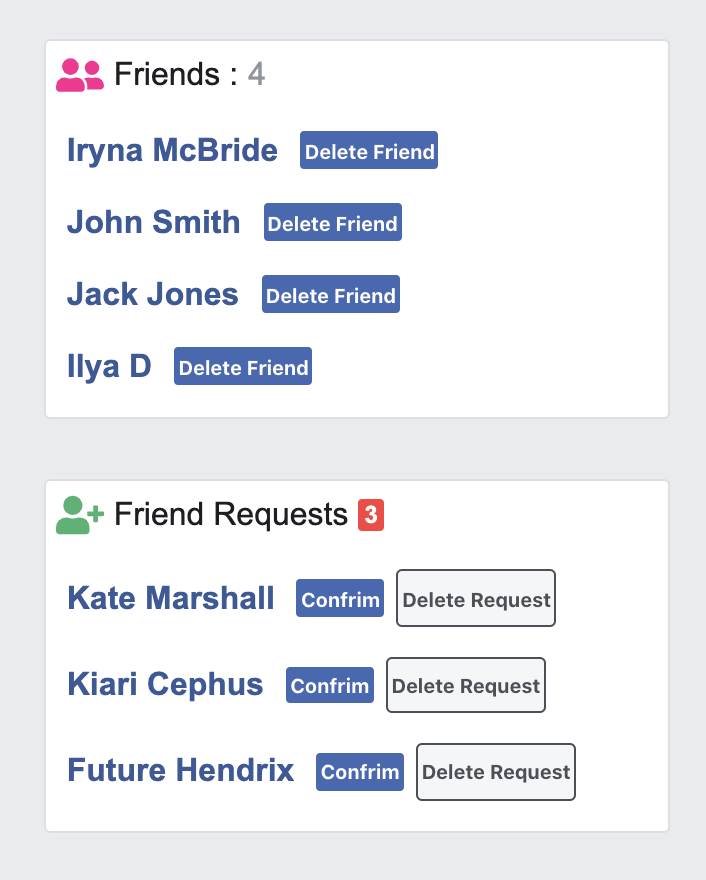 Friends : 4
Iryna McBride Delete Friend
John Smith Delete Friend
Jack Jones Delete Friend
Ilya D Delete Friend
Friend Requests 3
Kate Marshall Confrim Delete Request
Kiari Cephus Confrim Delete Request
Future Hendrix Confrim Delete Request